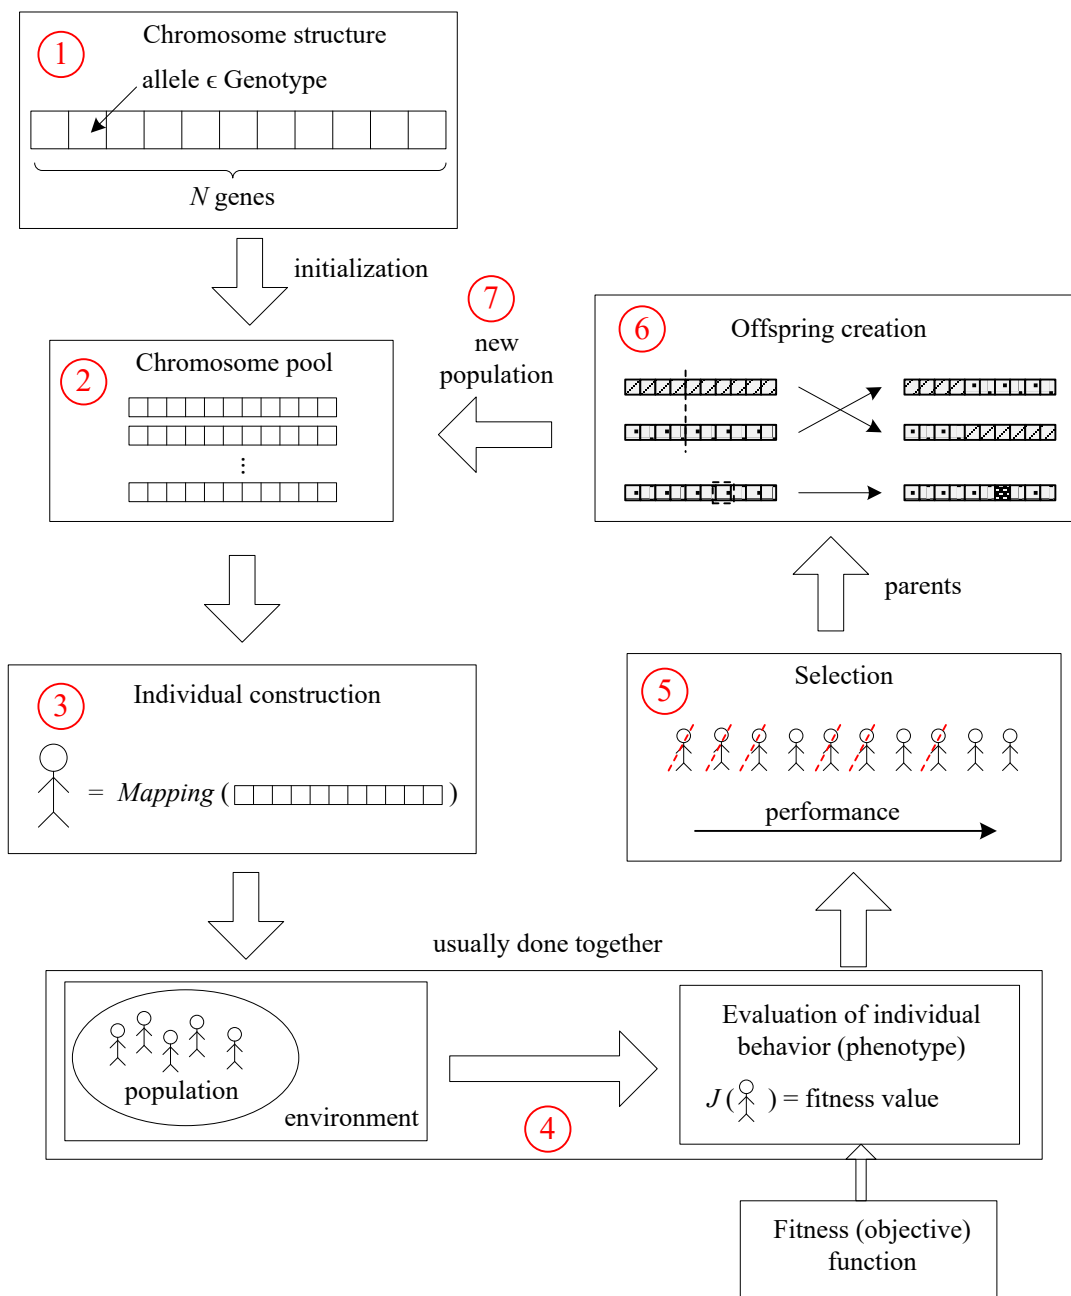 1
Chromosome structure
allele ϵ Genotype
N genes
initialization
7
new
population
2
Chromosome pool
⋮
6
Offspring creation
3
Individual construction
= Mapping ( )
parents
5
Selection
performance
usually done together
population
environment
4
Evaluation of individual
behavior (phenotype)
J ( ) = fitness value
Fitness (objective)
function